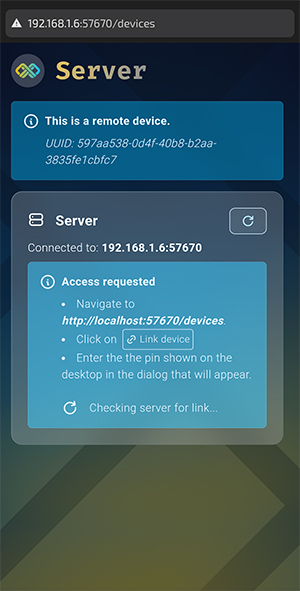 192.168.1.6:57670/devices
Server
This is a remote device.
UUID: 597aa538-0d4f-40b8-b2aa-
3835fe1cbfc7
Server
Connected to: 192.168.1.6:57670
Access requested
• Navigate to
http://localhost:57670/devices.
• Click on Link device
• Enter the the pin shown on the
desktop in the dialog that will appear.
Checking server for link...